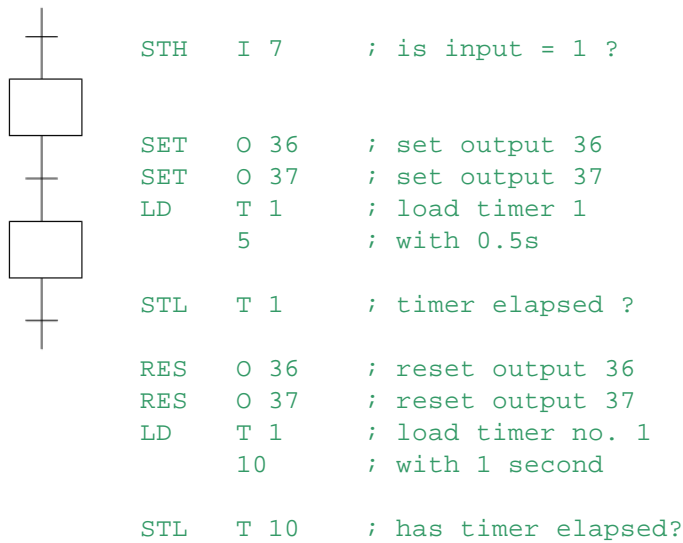 STH I 7 ; is input = 1 ?
SET O 36 ; set output 36
SET O 37 ; set output 37
LD T 1 ; load timer 1
5 ; with 0.5s
STL T 1 ; timer elapsed ?
RES O 36 ; reset output 36
RES O 37 ; reset output 37
LD T 1 ; load timer no. 1
10 ; with 1 second
STL T 10 ; has timer elapsed?